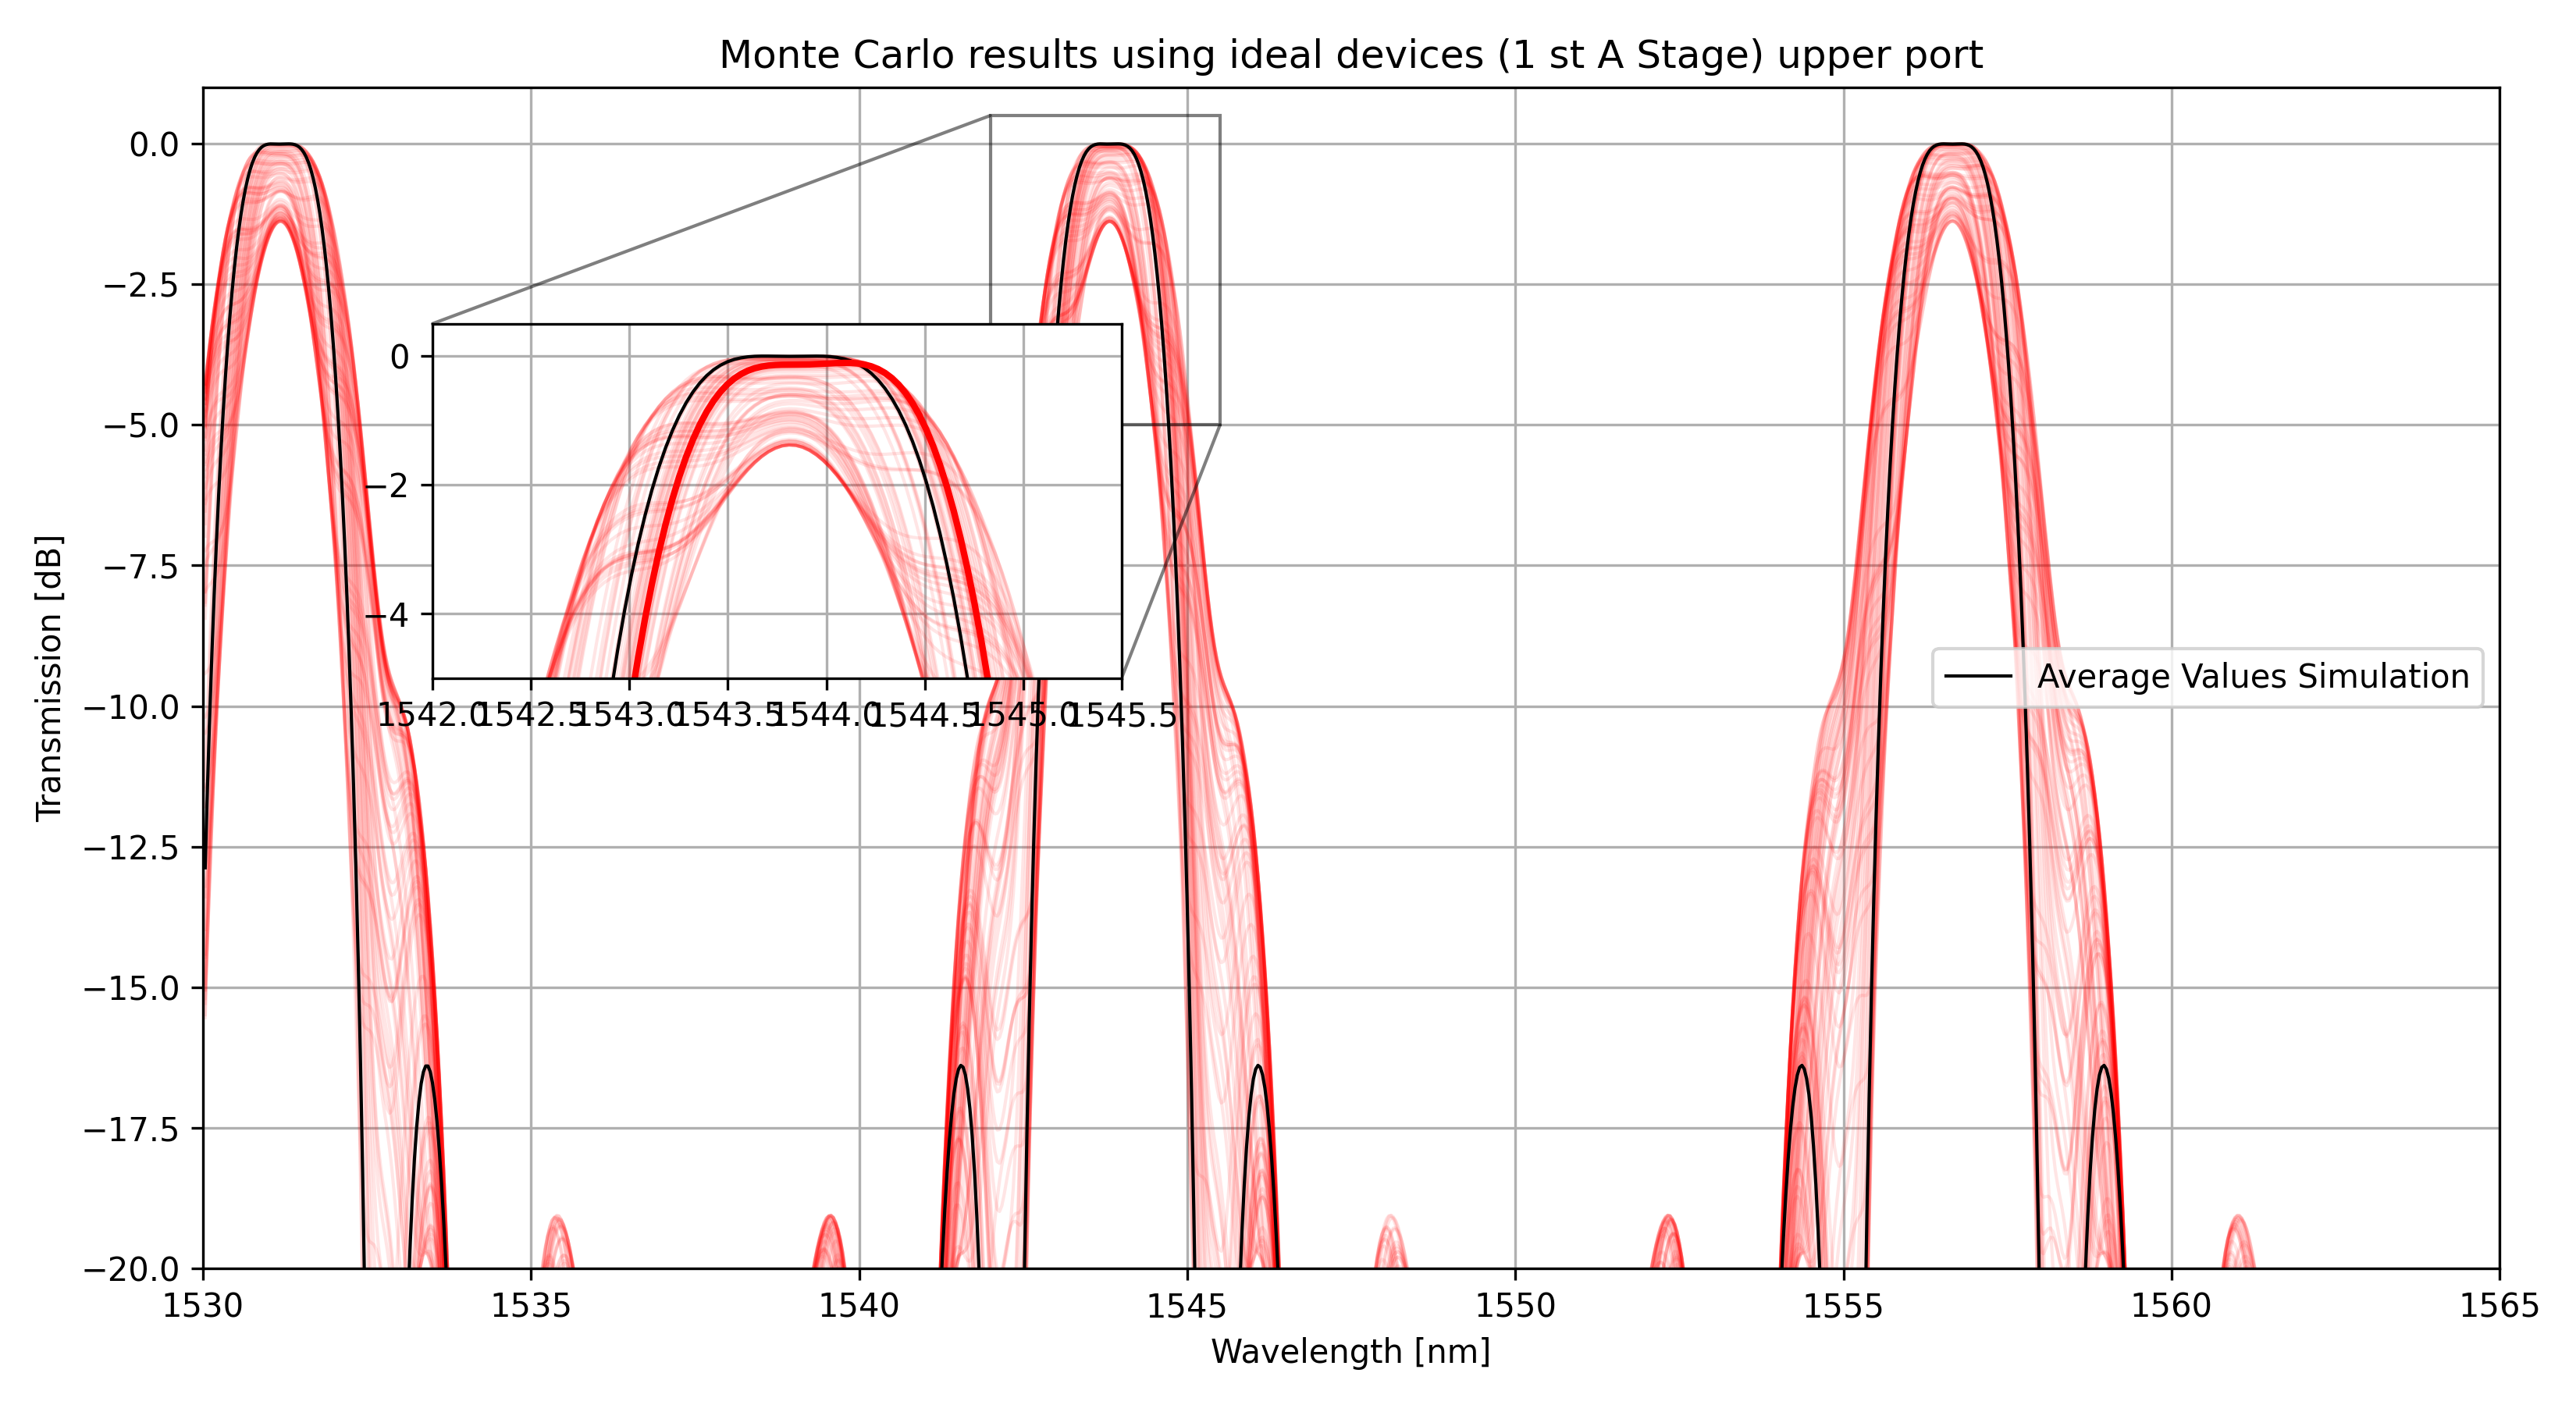 Monte Carlo results using ideal devices (1 st A Stage) upper port
Transmission [dB]
0.0
−2.5
−5.0
−7.5
−10.0
−12.5
−15.0
−17.5
−20.0
0
−2
−4
1542.0 1542.5 1543.0 1543.5 1544.0 1544.5 1545.0 1545.5
Average Values Simulation
1530 1535 1540 1545 1550 1555 1560 1565
Wavelength [nm]